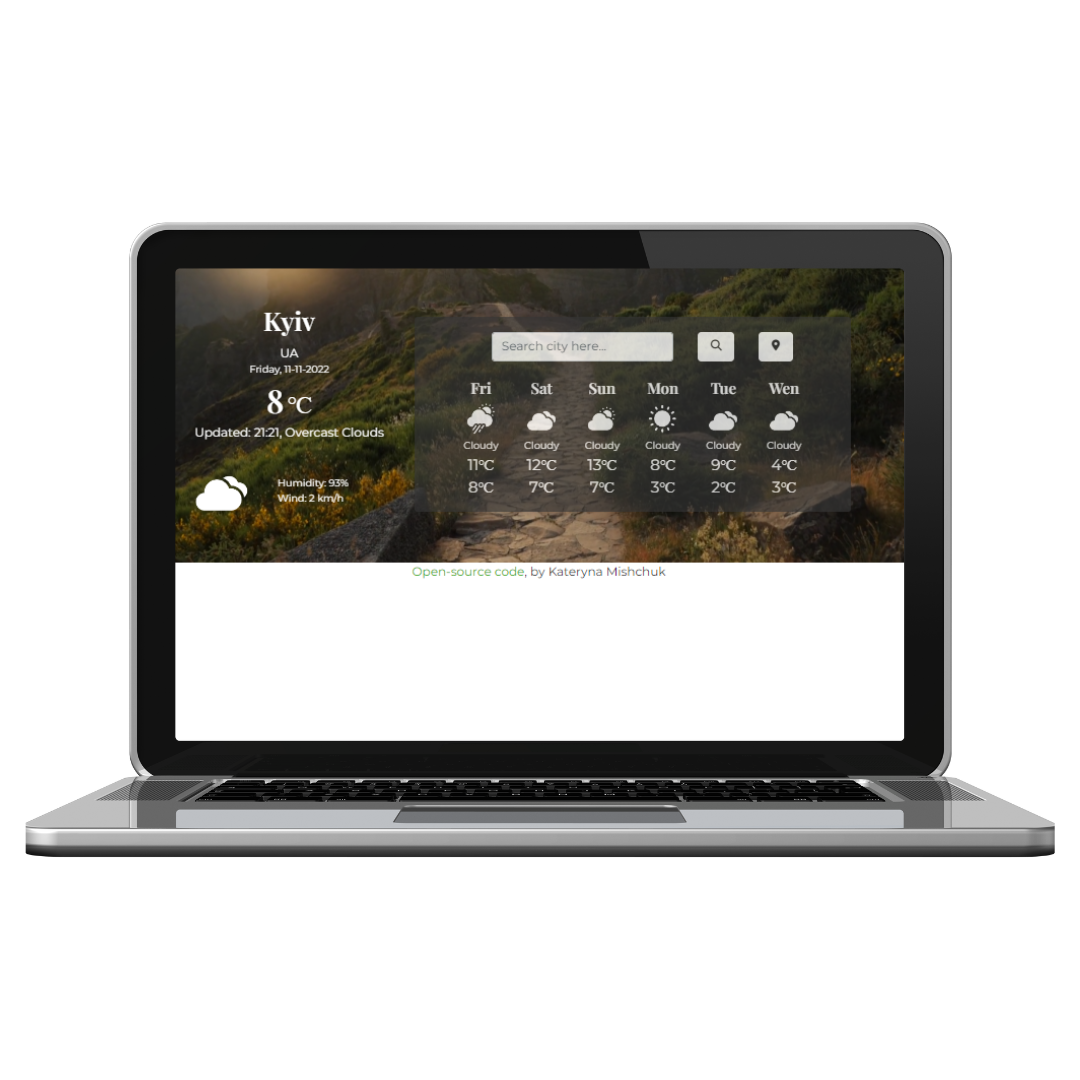 Kyiv
UA
Friday, 11-11-2022
8 °C
Updated: 21:21, Overcast Clouds
Humidity: 93%
Wind: 2 km/h
Search city here...
Fri Sat Sun Mon Tue Wen
Cloudy Cloudy Cloudy Cloudy Cloudy Cloudy
11°C 12°C 13°C 8°C 9°C 4°C
8°C 7°C 7°C 3°C 2°C 3°C
Open-source code, by Kateryna Mishchuk